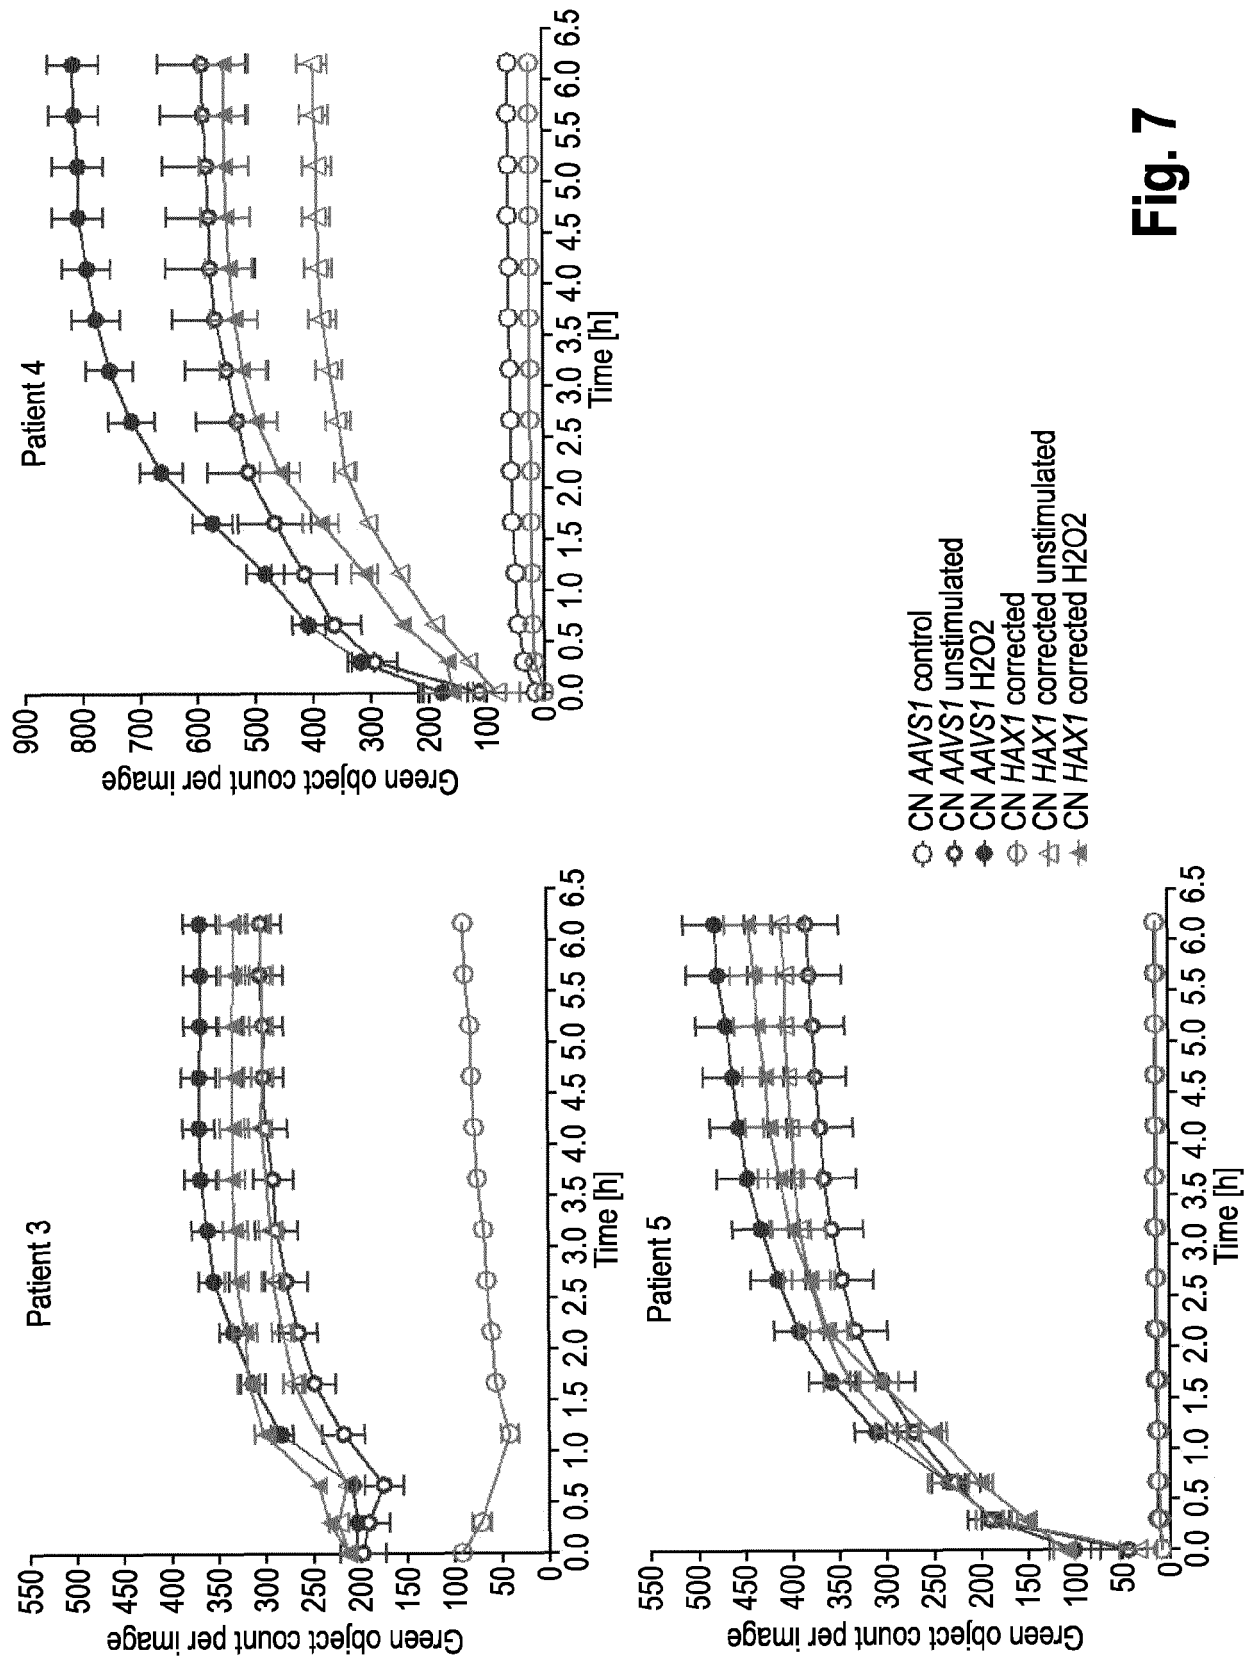 Patient 3
Green object count per image
550
500
450
400
350
300
250
200
150
100
50
0
0.0 0.5 1.0 1.5 2.0 2.5 3.0 3.5 4.0 4.5 5.0 5.5 6.0 6.5
Time [h]
Patient 4
Green object count per image
900
800
700
600
500
400
300
200
100
0
0.0 0.5 1.0 1.5 2.0 2.5 3.0 3.5 4.0 4.5 5.0 5.5 6.0 6.5
Time [h]
Patient 5
Green object count per image
550
500
450
400
350
300
250
200
150
100
50
0
0.0 0.5 1.0 1.5 2.0 2.5 3.0 3.5 4.0 4.5 5.0 5.5 6.0 6.5
Time [h]
CN AAVS1 control
CN AAVS1 unstimulated
CN AAVS1 H2O2
CN HAX1 corrected
CN HAX1 corrected unstimulated
CN HAX1 corrected H2O2
Fig. 7